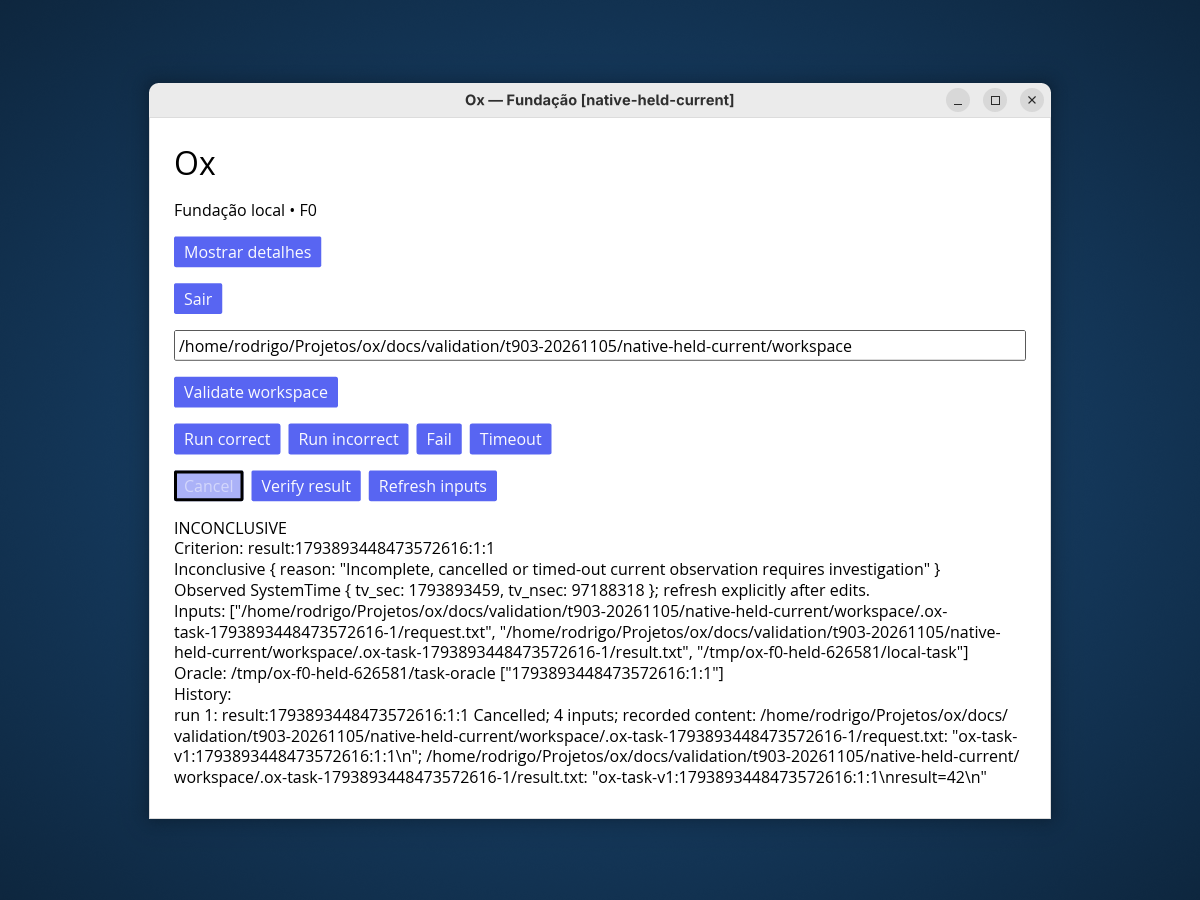 Ox — Fundação [native-held-current]
Ox
Fundação local • F0
Mostrar detalhes
Sair
/home/rodrigo/Projetos/ox/docs/validation/t903-20261105/native-held-current/workspace
Validate workspace
Run correct Run incorrect Fail Timeout
Cancel Verify result Refresh inputs
INCONCLUSIVE
Criterion: result:1793893448473572616:1:1
Inconclusive { reason: "Incomplete, cancelled or timed-out current observation requires investigation" }
Observed SystemTime { tv_sec: 1793893459, tv_nsec: 97188318 }; refresh explicitly after edits.
Inputs: ["/home/rodrigo/Projetos/ox/docs/validation/t903-20261105/native-held-current/workspace/.ox-
task-1793893448473572616-1/request.txt", "/home/rodrigo/Projetos/ox/docs/validation/t903-20261105/native-
held-current/workspace/.ox-task-1793893448473572616-1/result.txt", "/tmp/ox-f0-held-626581/local-task"]
Oracle: /tmp/ox-f0-held-626581/task-oracle ["1793893448473572616:1:1"]
History:
run 1: result:1793893448473572616:1:1 Cancelled; 4 inputs; recorded content: /home/rodrigo/Projetos/ox/docs/
validation/t903-20261105/native-held-current/workspace/.ox-task-1793893448473572616-1/request.txt: "ox-task-
v1:1793893448473572616:1:1\n"; /home/rodrigo/Projetos/ox/docs/validation/t903-20261105/native-held-current/
workspace/.ox-task-1793893448473572616-1/result.txt: "ox-task-v1:1793893448473572616:1:1\nresult=42\n"